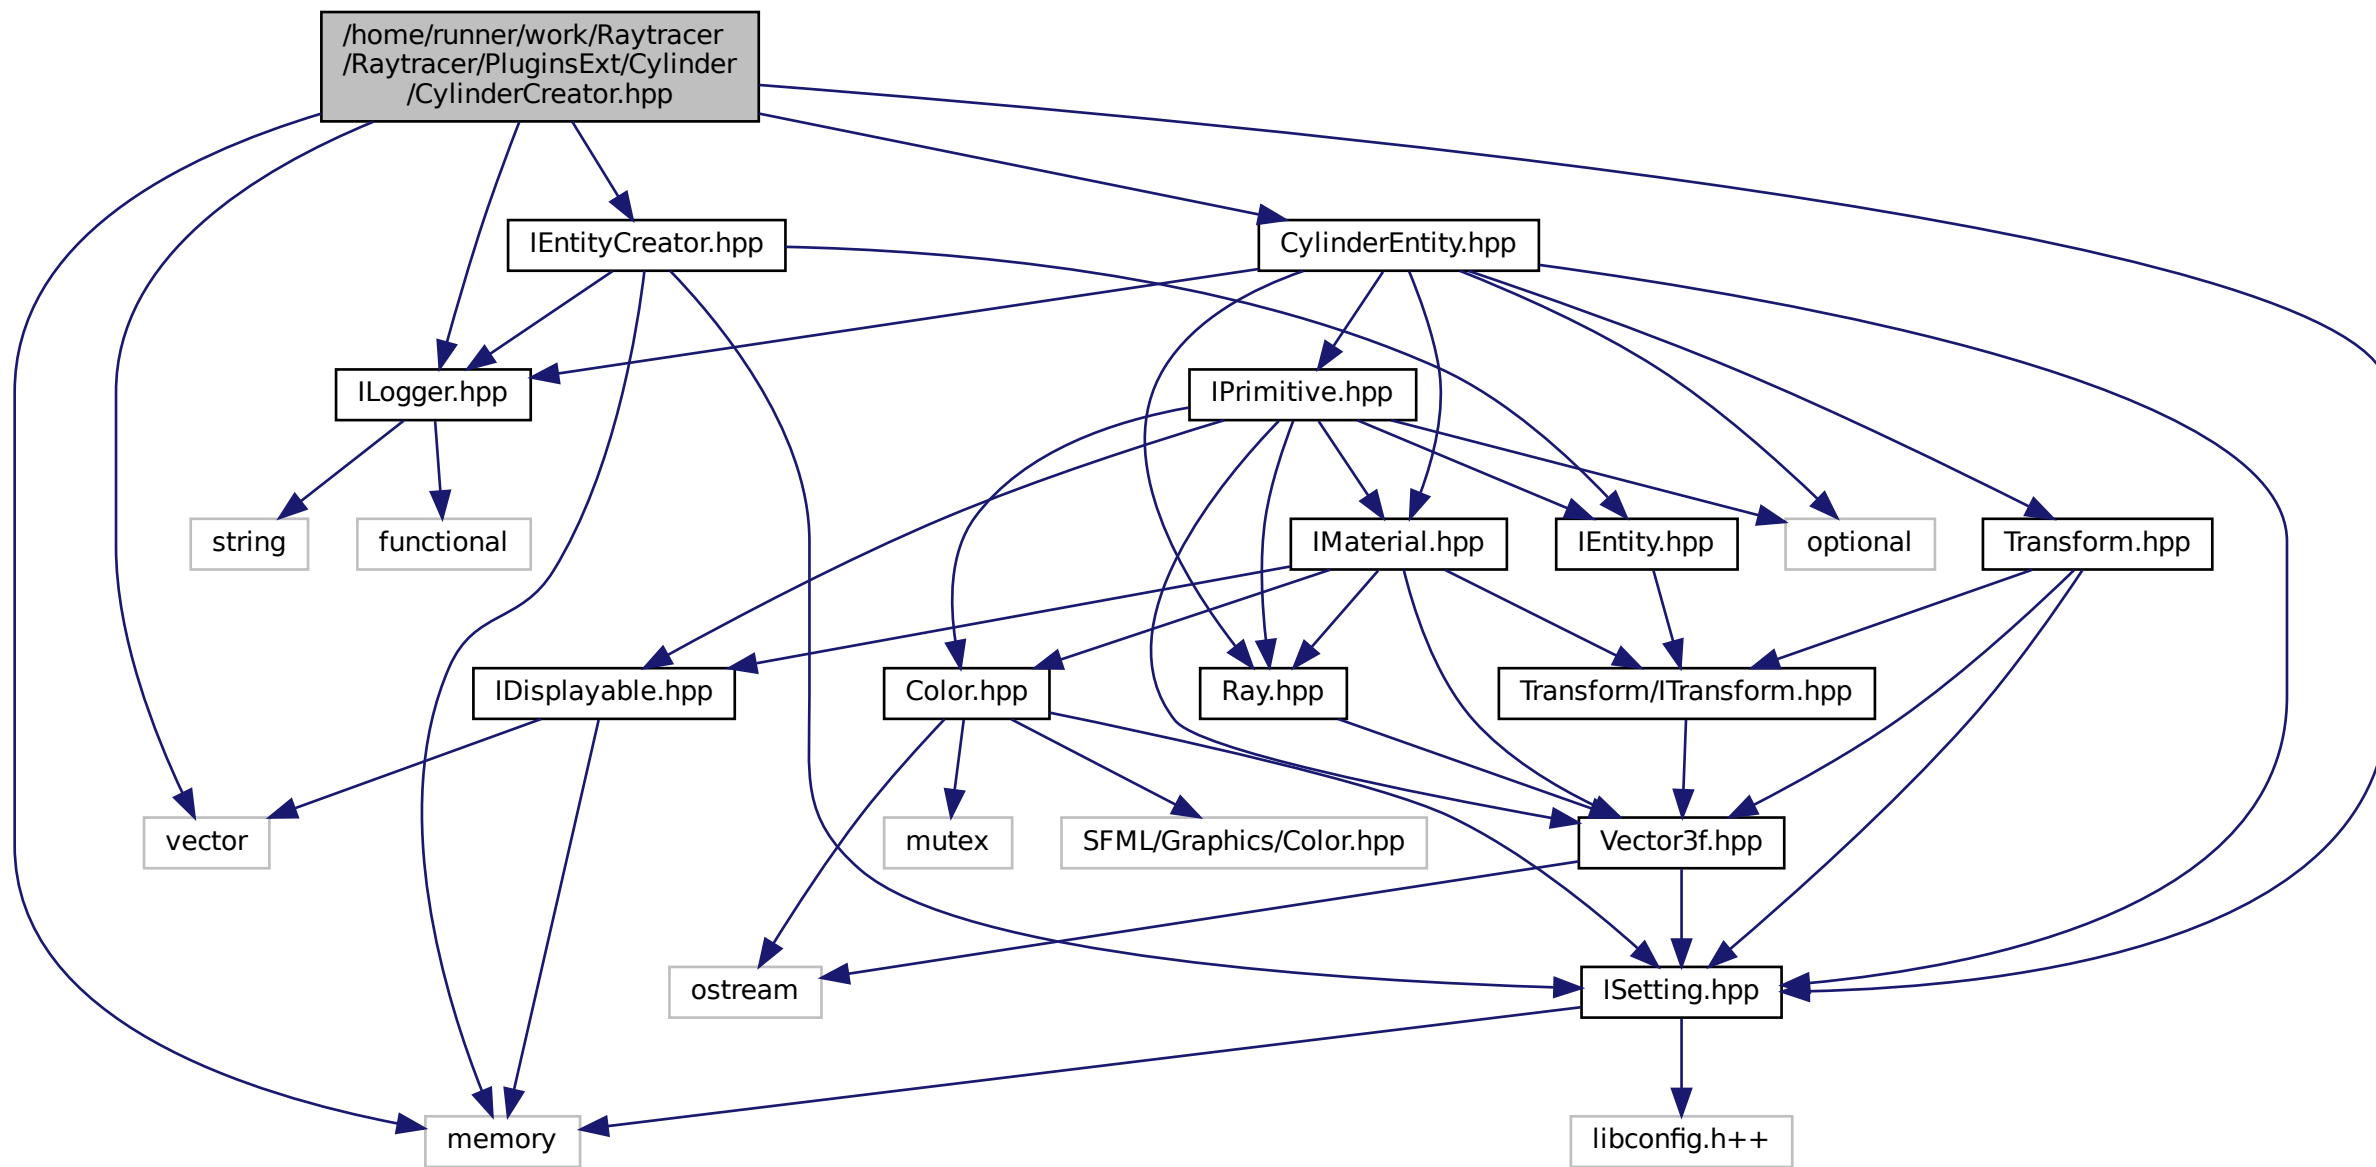 /home/runner/work/Raytracer
/Raytracer/PluginsExt/Cylinder
/CylinderCreator.hpp
IEntityCreator.hpp
CylinderEntity.hpp
ILogger.hpp
IPrimitive.hpp
string
functional
IMaterial.hpp
IEntity.hpp
optional
Transform.hpp
IDisplayable.hpp
Color.hpp
Ray.hpp
Transform/ITransform.hpp
vector
mutex
SFML/Graphics/Color.hpp
Vector3f.hpp
ostream
ISetting.hpp
memory
libconfig.h++